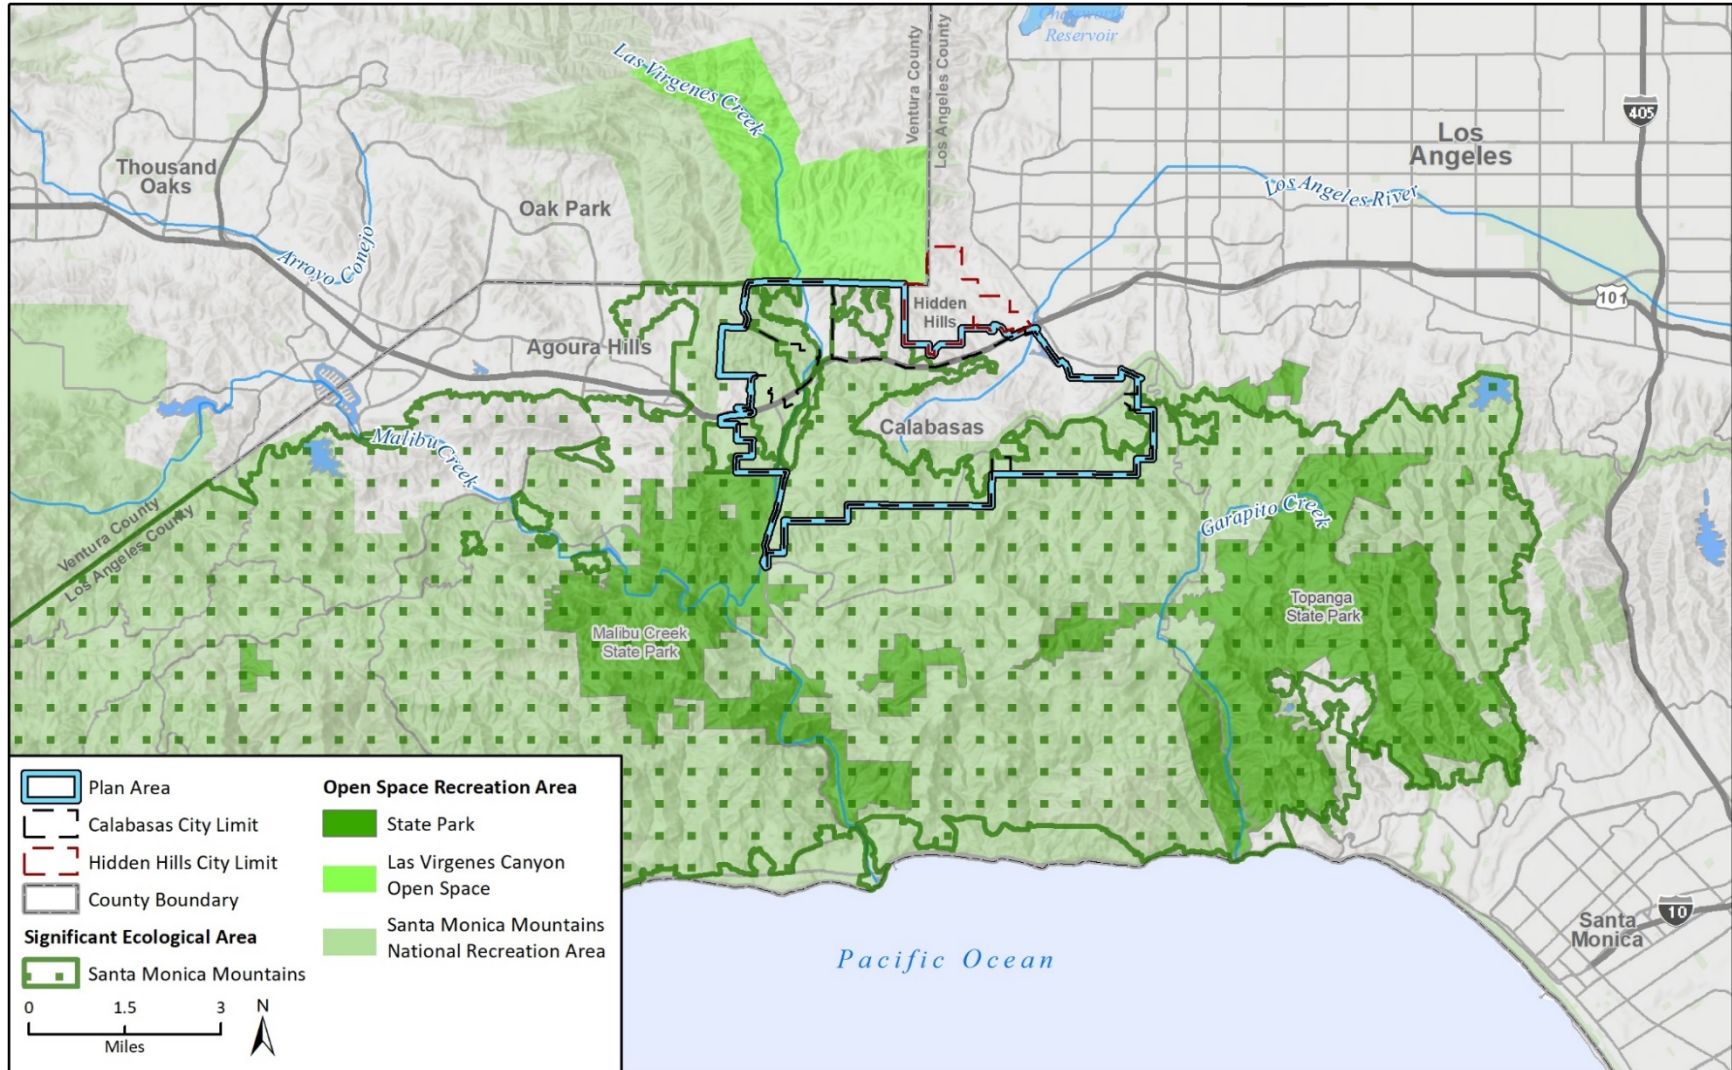 Chatsworth
Reservoir
Las Virgenes Creek
Ventura County
Los Angeles County
405
Los
Angeles
Thousand
Oaks
Los Angeles River
Oak Park
Arroyo Conejo
101
Hidden
Hills
Agoura Hills
Calabasas
Malibu Creek
Garapito Creek
Ventura County
Los Angeles County
Topanga
State Park
Malibu Creek
State Park
Plan Area
Calabasas City Limit
Hidden Hills City Limit
County Boundary
Significant Ecological Area
Santa Monica Mountains
0 1.5 3
Miles
N
Open Space Recreation Area
State Park
Las Virgenes Canyon
Open Space
Santa Monica Mountains
National Recreation Area
Pacific Ocean
Santa
Monica
10